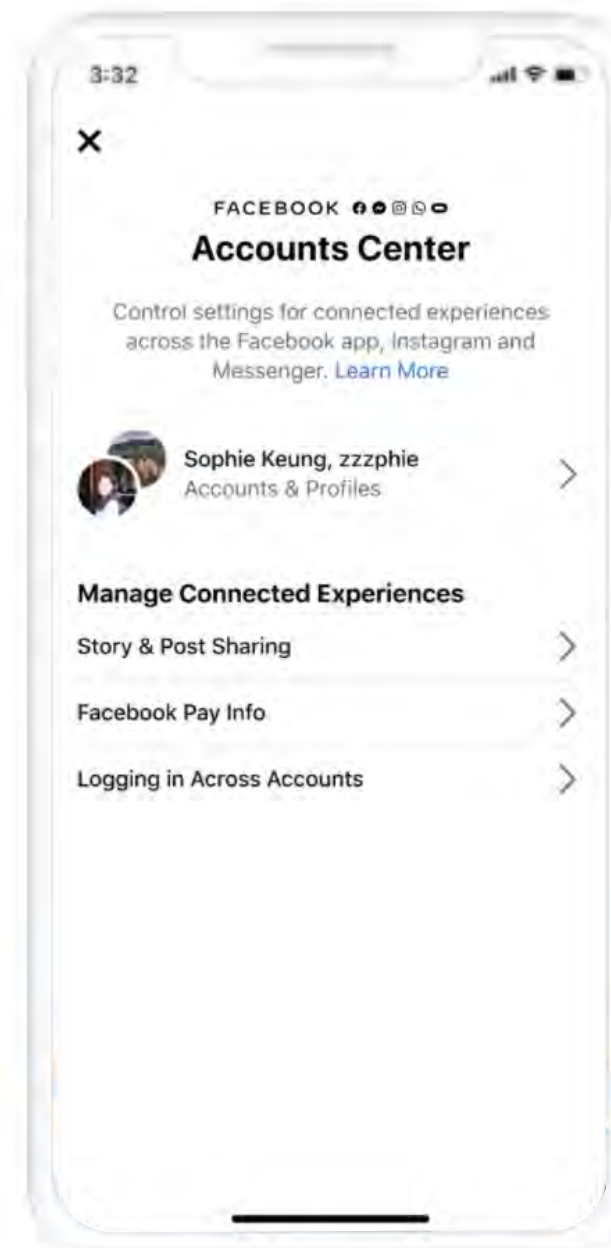 3:32
FACEBOOK
Accounts Center
Control settings for connected experiences
across the Facebook app, Instagram and
Messenger. Learn More
Sophie Keung, zzzphie
Accounts & Profiles
Manage Connected Experiences
Story & Post Sharing
Facebook Pay Info
Logging in Across Accounts